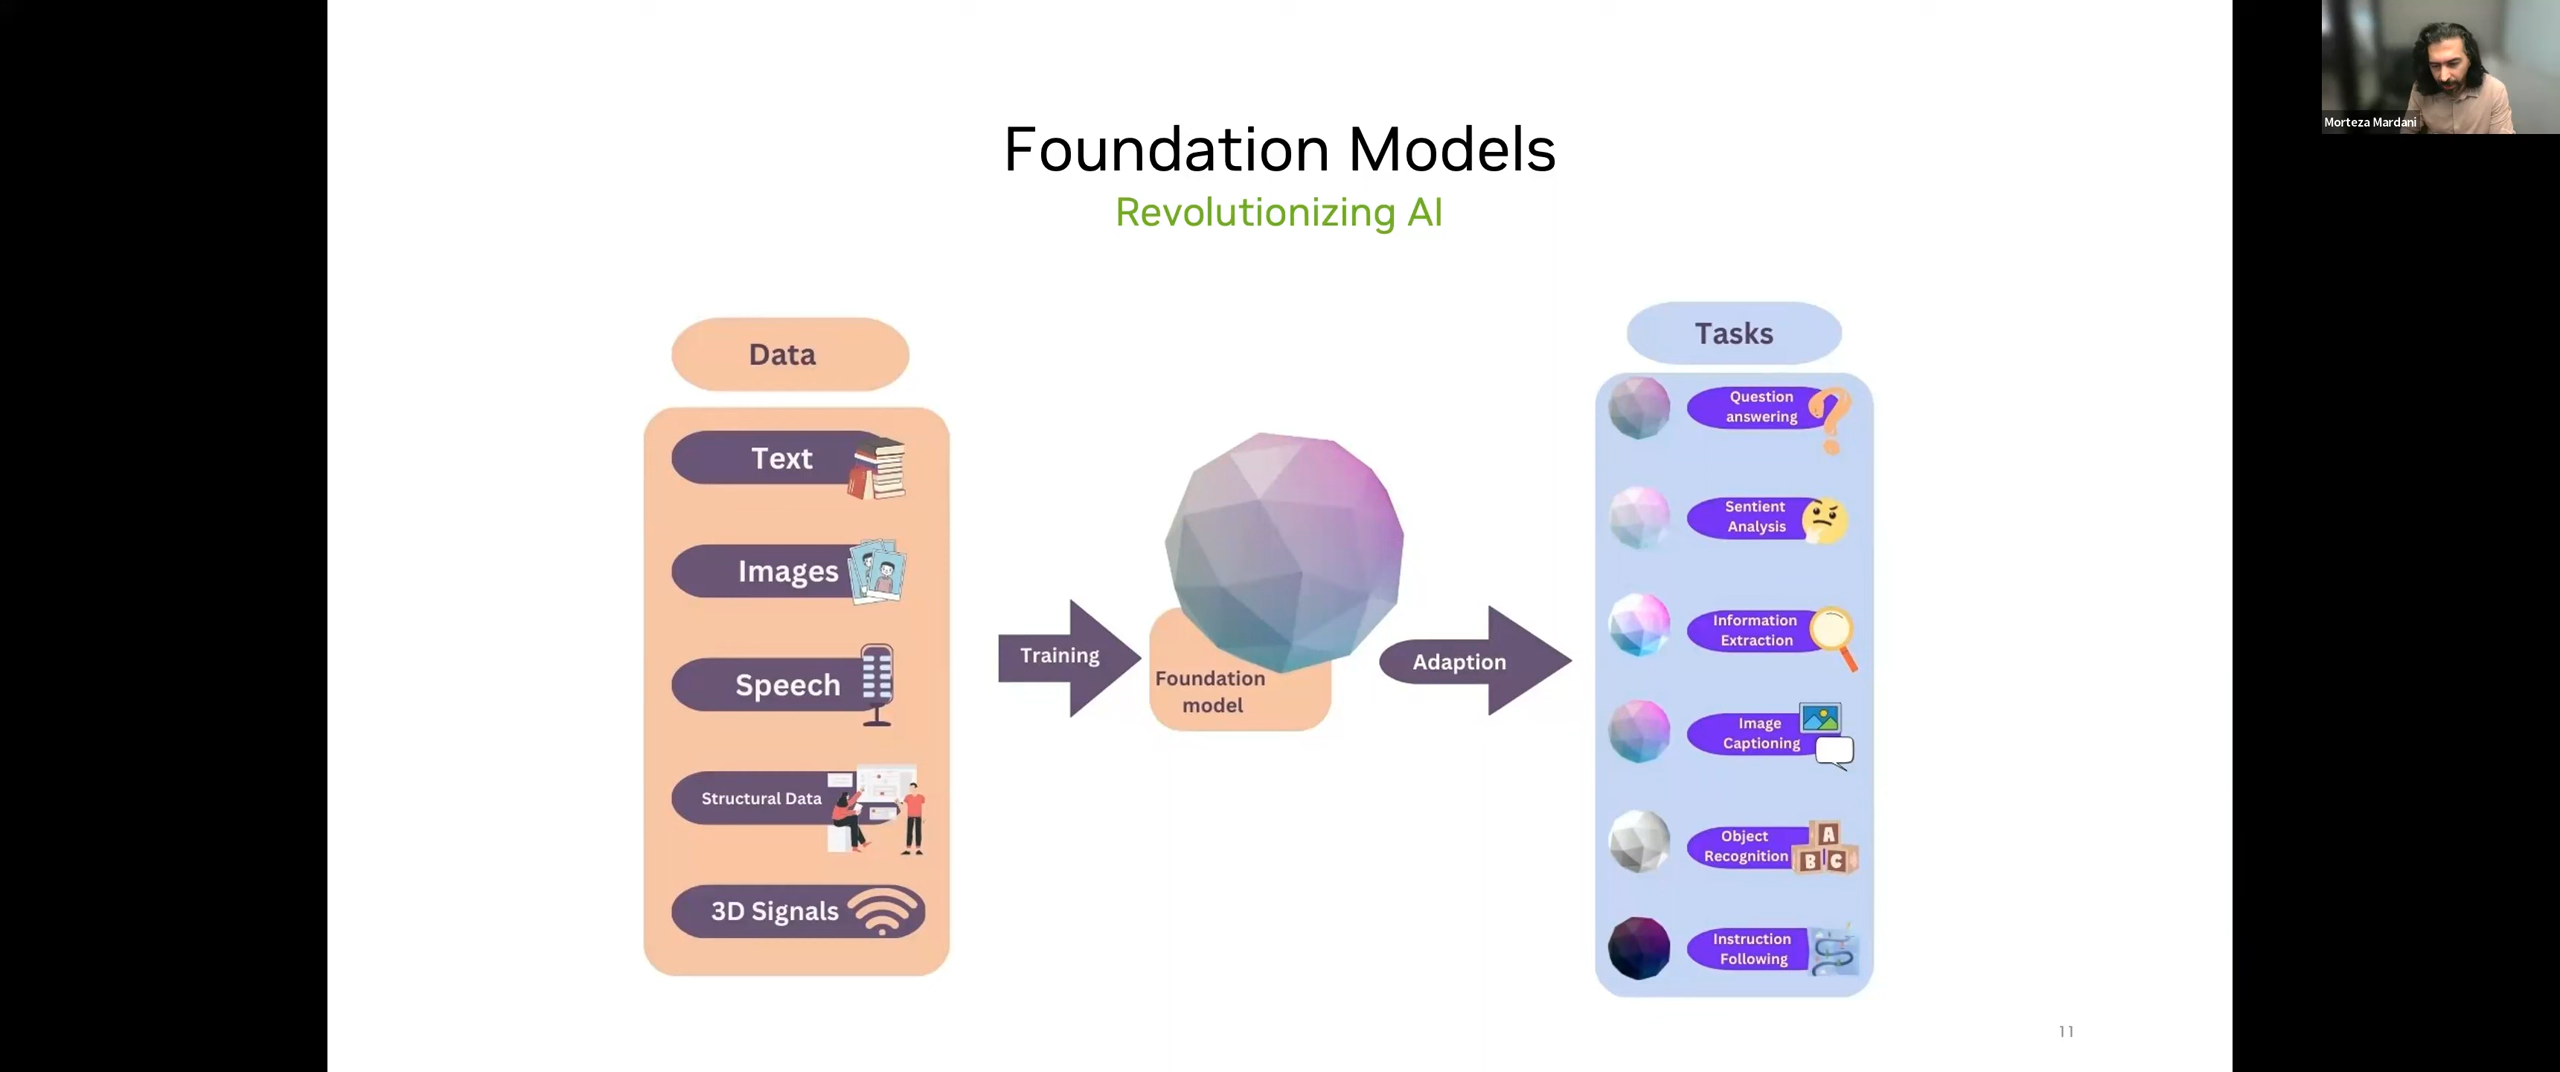 Foundation Models
Revolutionizing AI
Data
Text
Images
Speech
Structural Data
3D Signals
Training
Foundation
model
Adaption
Tasks
Question
answering
Sentient
Analysis
Information
Extraction
Image
Captioning
Object
Recognition
A
B C
Instruction
Following
11
Morteza Mardani